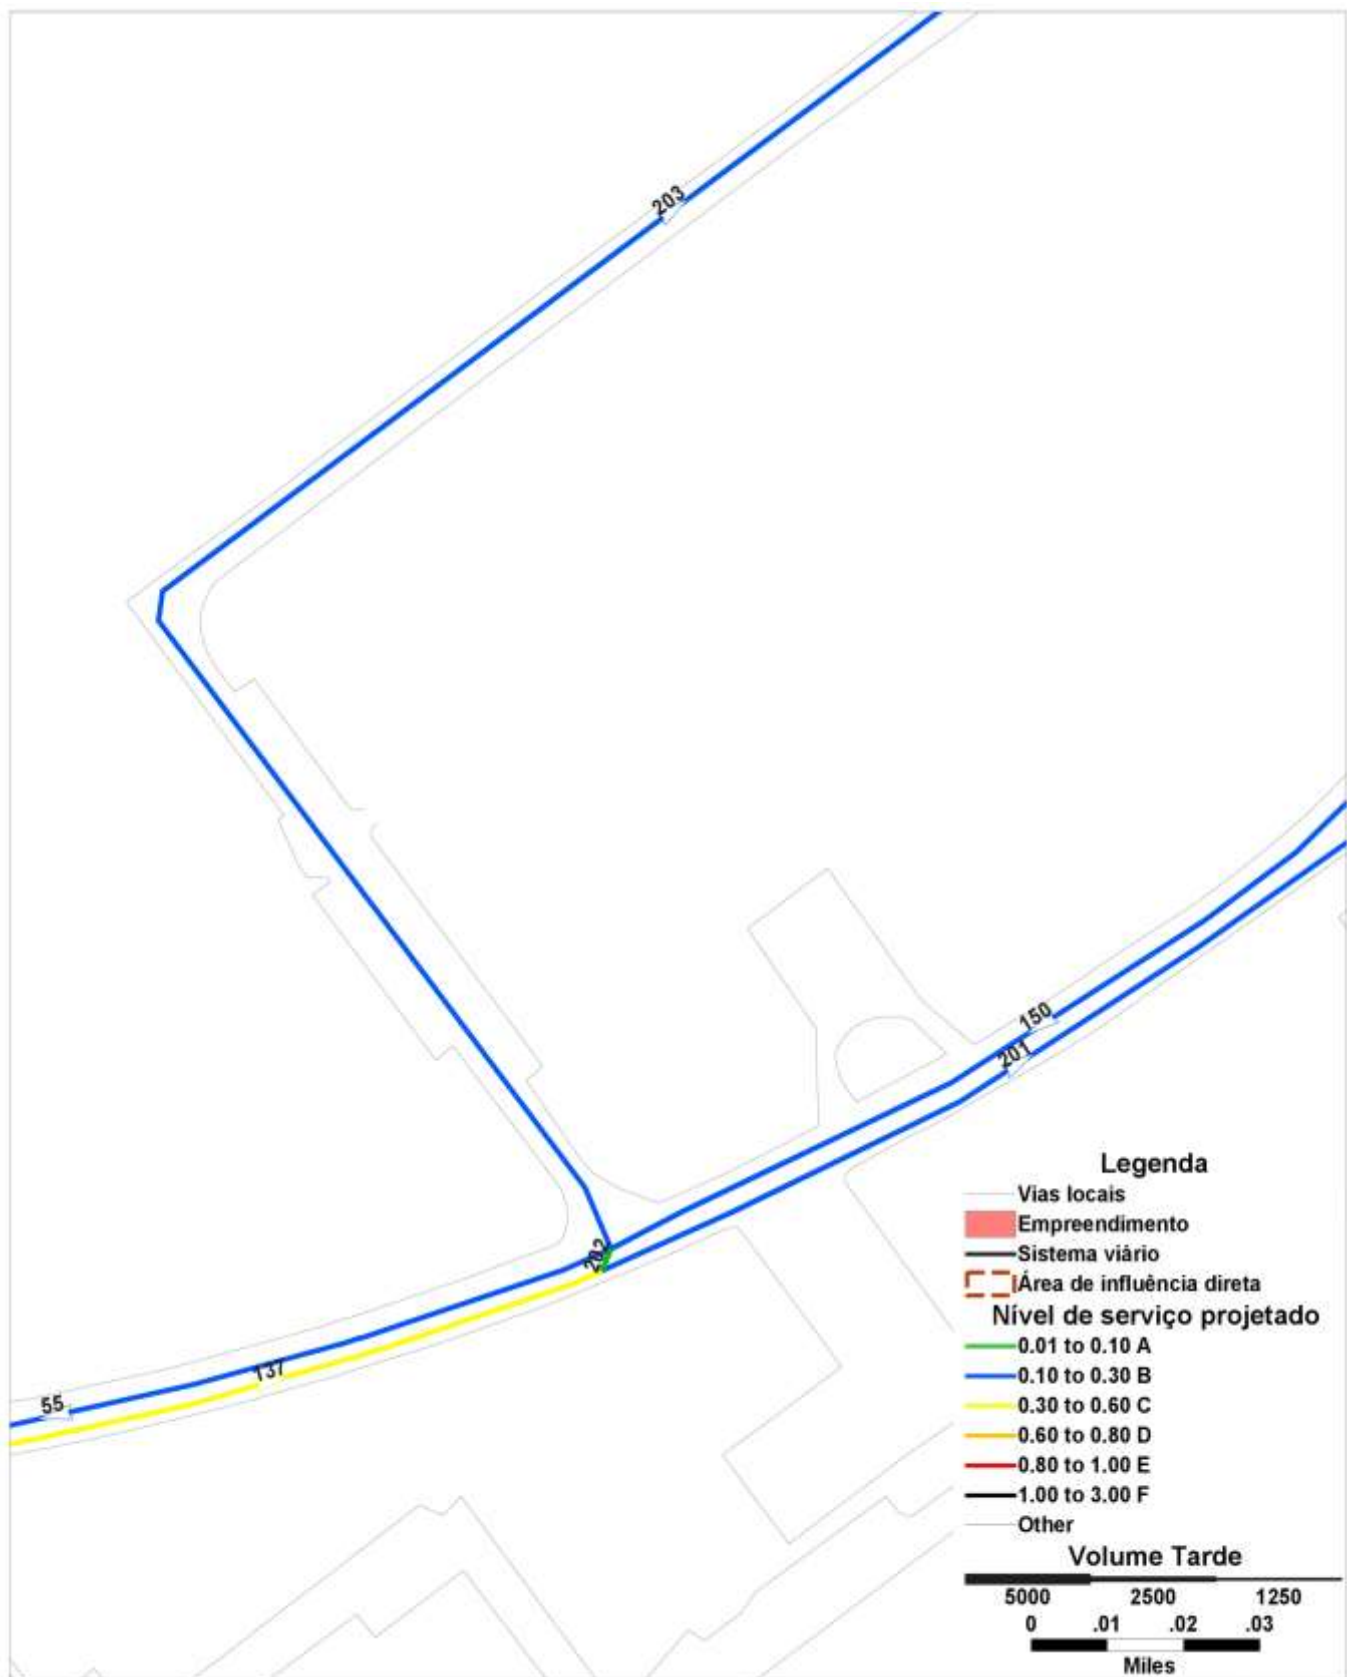 203
150
201
202
137
55
Legenda
Vias locais
Empreendimento
Sistema viário
Área de influência direta
Nível de serviço projetado
0.01 to 0.10 A
0.10 to 0.30 B
0.30 to 0.60 C
0.60 to 0.80 D
0.80 to 1.00 E
1.00 to 3.00 F
Other
Volume Tarde
5000 2500 1250
0 .01 .02 .03
Miles